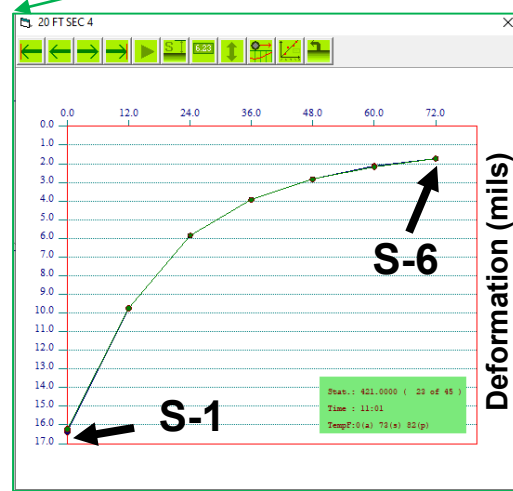 20 FT SEC 4
ST 6.23
0.0 12.0 24.0 36.0 48.0 60.0 72.0
0.0
1.0
2.0
3.0
4.0
5.0
6.0
7.0
8.0
9.0
10.0
11.0
12.0
13.0
14.0
15.0
16.0
17.0
S-6
S-1
Deformation (mils)
Stat.: 421.0000 ( 23 of 45 )
Time : 11:01
TempF:0(a) 73(s) 82(p)